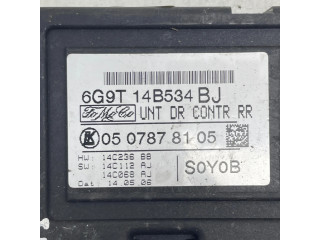 6G9T 14B534 BJ
FoMoCo UNT DR CONTR RR
K 05 0787 81 05
HW: 14C236 BB
SW: 14C112 AJ
14C068 AJ
Dat: 14.05.06
S0Y0B